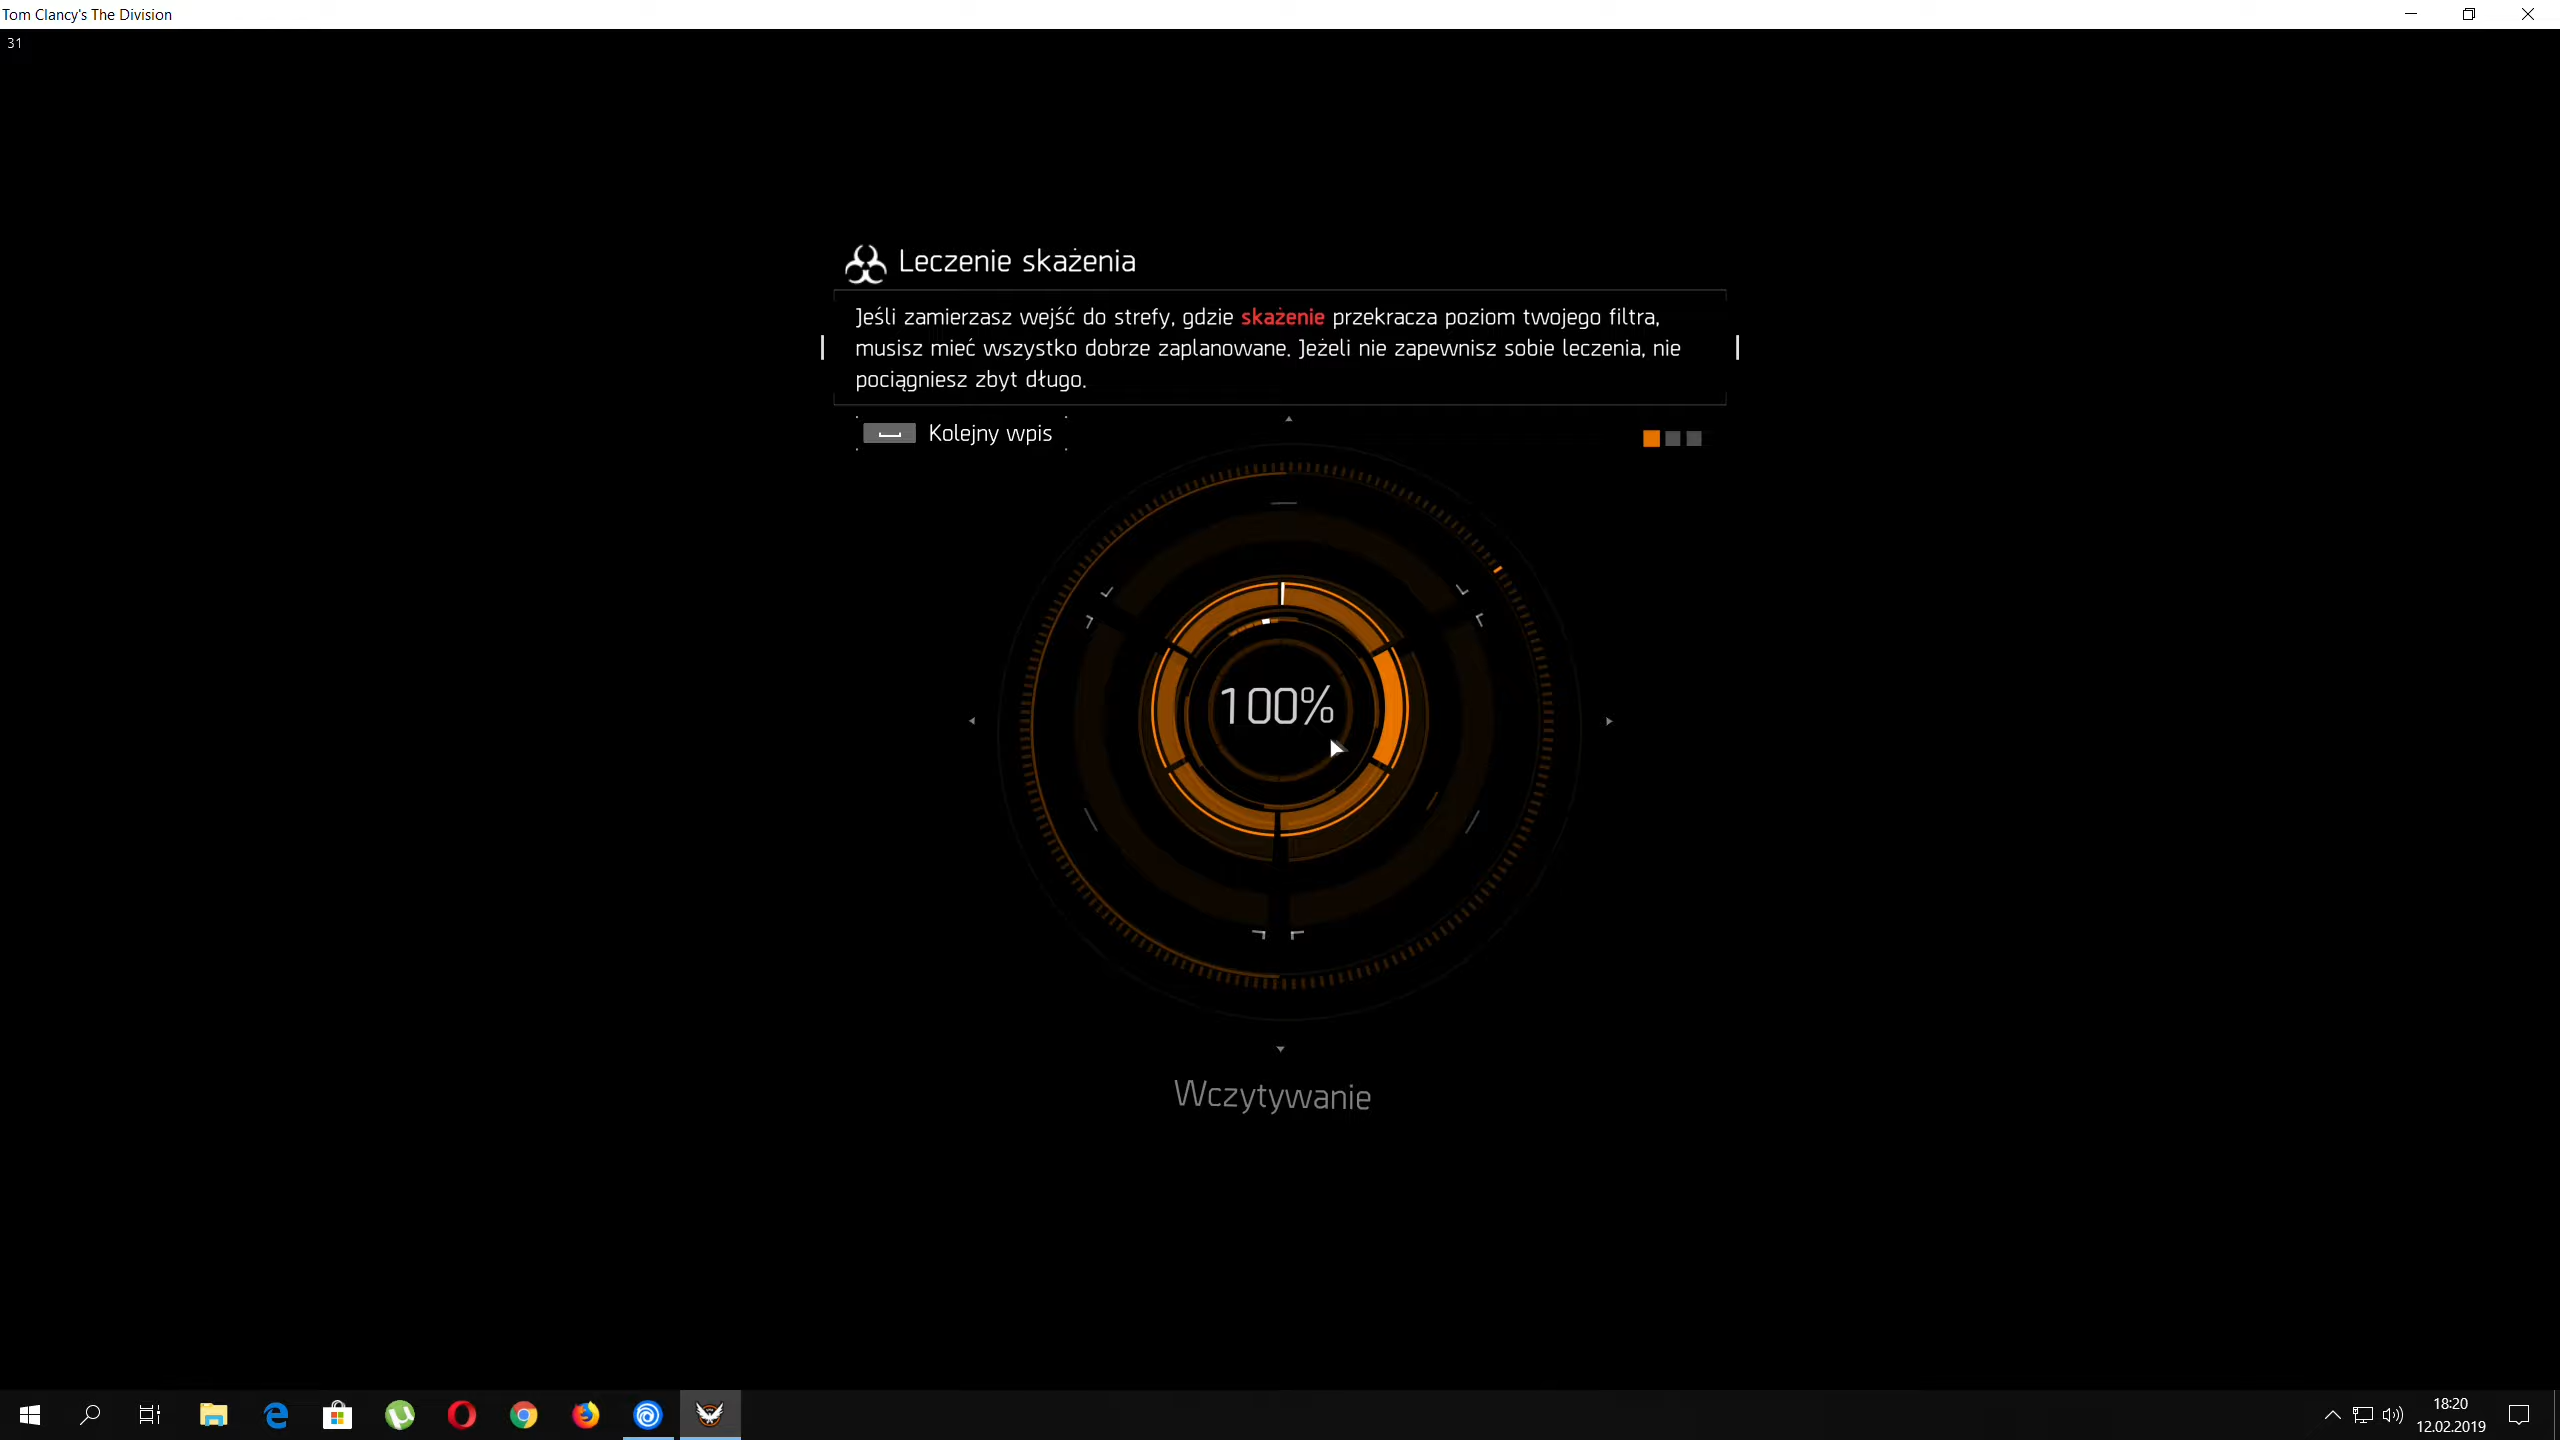 Tom Clancy's The Division
31
Leczenie skażenia
Jeśli zamierzasz wejść do strefy, gdzie skażenie przekracza poziom twojego filtra,
musisz mieć wszystko dobrze zaplanowane. Jeżeli nie zapewnisz sobie leczenia, nie
pociągniesz zbyt długo.
Kolejny wpis
100%
Wczytywanie
18:20
12.02.2019